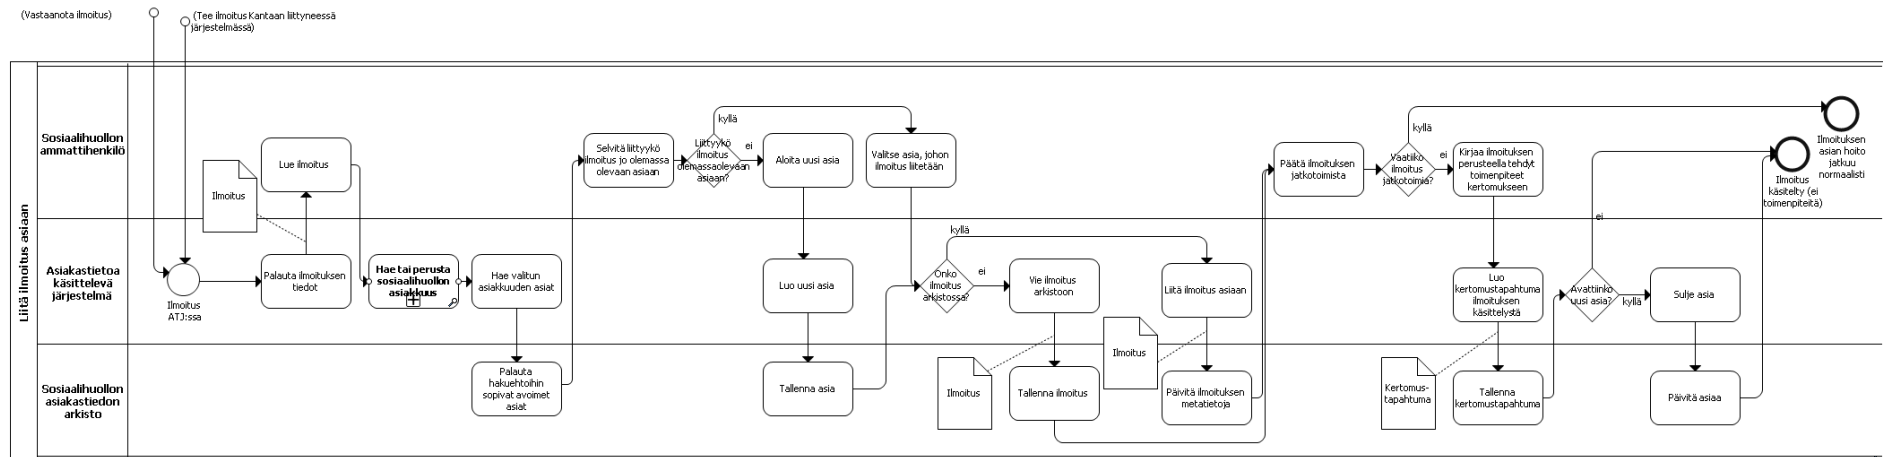 (Vastaanota ilmoitus)
(Tee ilmoitus Kantaan liittyneessä
järjestelmässä)
Liitä ilmoitus asiaan
Sosiaalihuollon
ammattihenkilö
Lue ilmoitus
Ilmoitus
Selvitä liittyykö
ilmoitus jo olemassa
olevaan asiaan
Liittyykö
ilmoitus
olemassaolevaan
asiaan?
kyllä
ei
Aloita uusi asia
Valitse asia, johon
ilmoitus liitetään
Päätä ilmoituksen
jatkotoimista
Vaatiiko
ilmoitus
jatkotoimia?
kyllä
ei
Kirjaa ilmoituksen
perusteella tehdyt
toimenpiteet
kertomukseen
Ilmoituksen
asian hoito
jatkuu
normaalisti
Ilmoitus
käsitelty (ei
toimenpiteitä)
Asiakastietoa
käsittelevä
järjestelmä
Ilmoitus
ATJ:ssa
Palauta ilmoituksen
tiedot
Hae tai perusta
sosiaalihuollon
asiakkuus
Hae valitun
asiakkuuden asiat
Luo uusi asia
Onko
ilmoitus
arkistossa?
kyllä
ei
Vie ilmoitus
arkistoon
Liitä ilmoitus asiaan
Luo
kertomustapahtuma
ilmoituksen
käsittelystä
Avattiinko
uusi asia?
ei
kyllä
Sulje asia
Sosiaalihuollon
asiakastiedon
arkisto
Palauta
hakuehtoihin
sopivat avoimet
asiat
Tallenna asia
Ilmoitus
Tallenna ilmoitus
Ilmoitus
Päivitä ilmoituksen
metatietoja
Kertomus-
tapahtuma
Tallenna
kertomustapahtuma
Päivitä asiaa